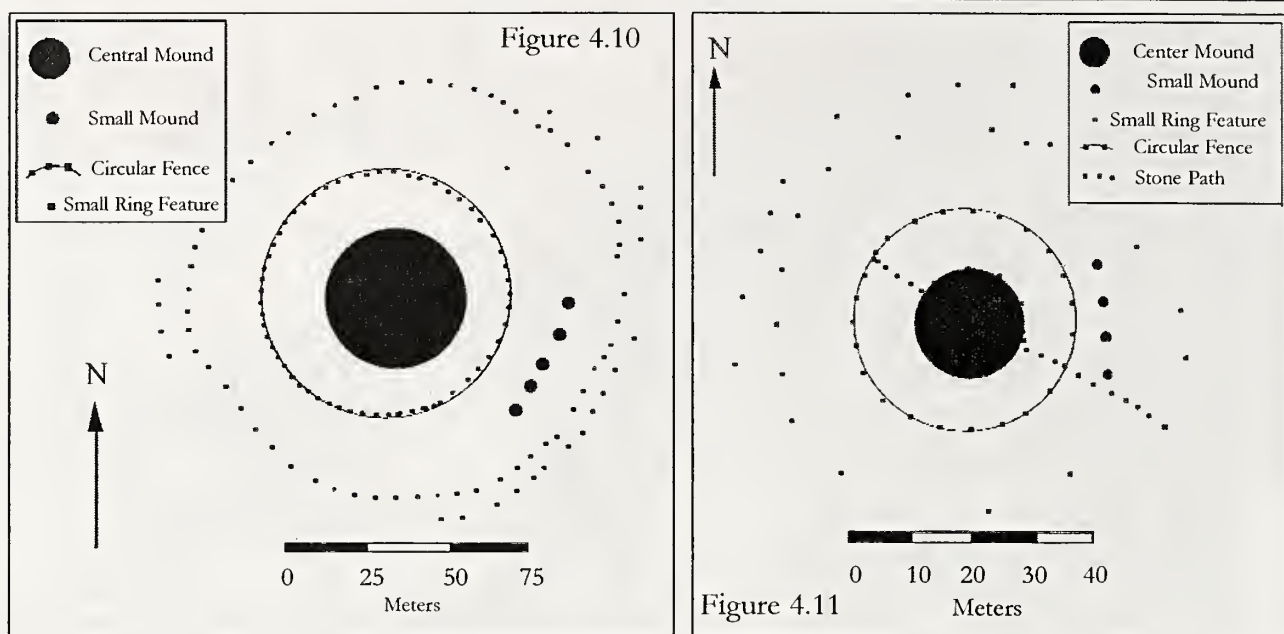 Figure 4.10
Central Mound
Small Mound
Circular Fence
Small Ring Feature
N
0 25 50 75
Meters
N
Center Mound
Small Mound
Small Ring Feature
Circular Fence
Stone Path
0 10 20 30 40
Figure 4.11 Meters